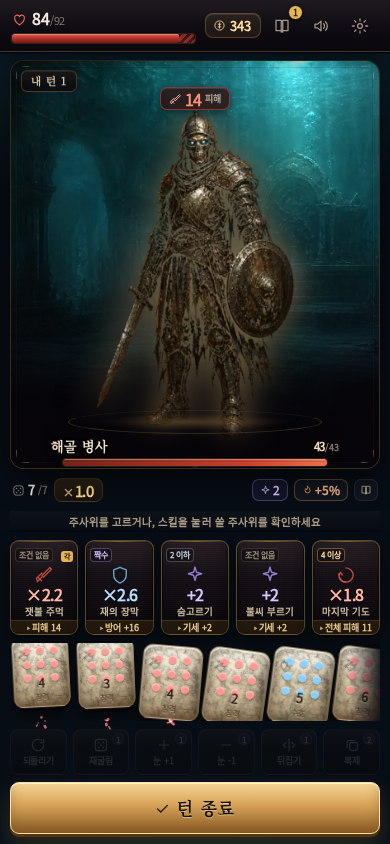 84/92
343
1
내 턴 1
14 피해
해골 병사
43/43
7/7
×1.0
2
+5%
주사위를 고르거나, 스킬을 눌러 쓸 주사위를 확인하세요
조건 없음
각
×2.2
잿불 주먹
▸피해 14
짝수
×2.6
재의 장막
▸방어 +16
2 이하
+2
숨고르기
▸기세 +2
조건 없음
+2
불씨 부르기
▸기세 +2
4 이상
×1.8
마지막 기도
▸전체 피해 11
4
3
4
2
5
6
되돌리기
재굴림
1
눈 +1
1
눈 -1
1
뒤집기
1
복제
2
✓ 턴 종료